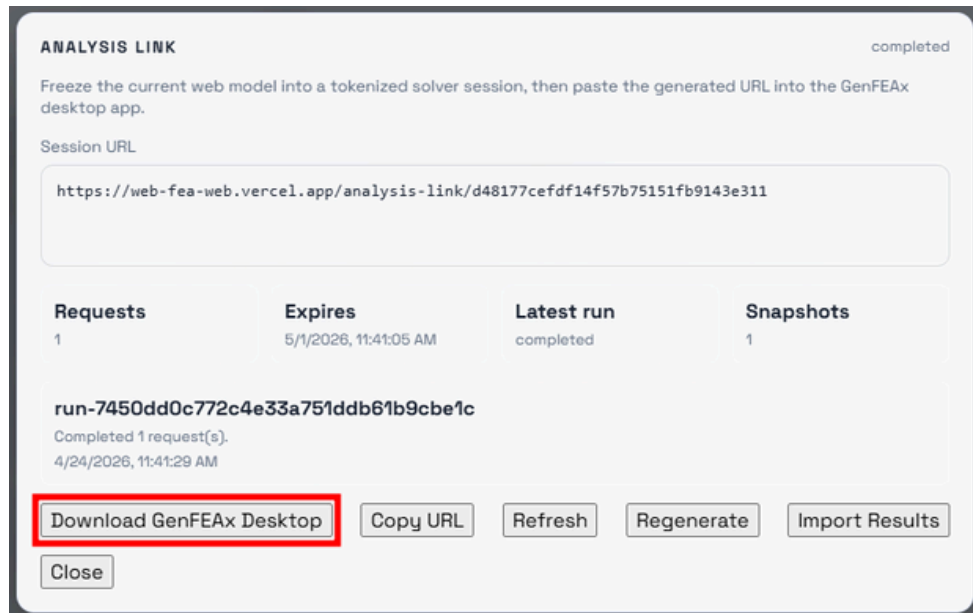 ANALYSIS LINK
completed
Freeze the current web model into a tokenized solver session, then paste the generated URL into the GenFEAx
desktop app.
Session URL
https://web-fea-web.vercel.app/analysis-link/d48177cefdf14f57b75151fb9143e311
Requests
1
Expires
5/1/2026, 11:41:05 AM
Latest run
completed
Snapshots
1
run-7450dd0c772c4e33a751ddb61b9cbe1c
Completed 1 request(s).
4/24/2026, 11:41:29 AM
Download GenFEAx Desktop
Copy URL
Refresh
Regenerate
Import Results
Close